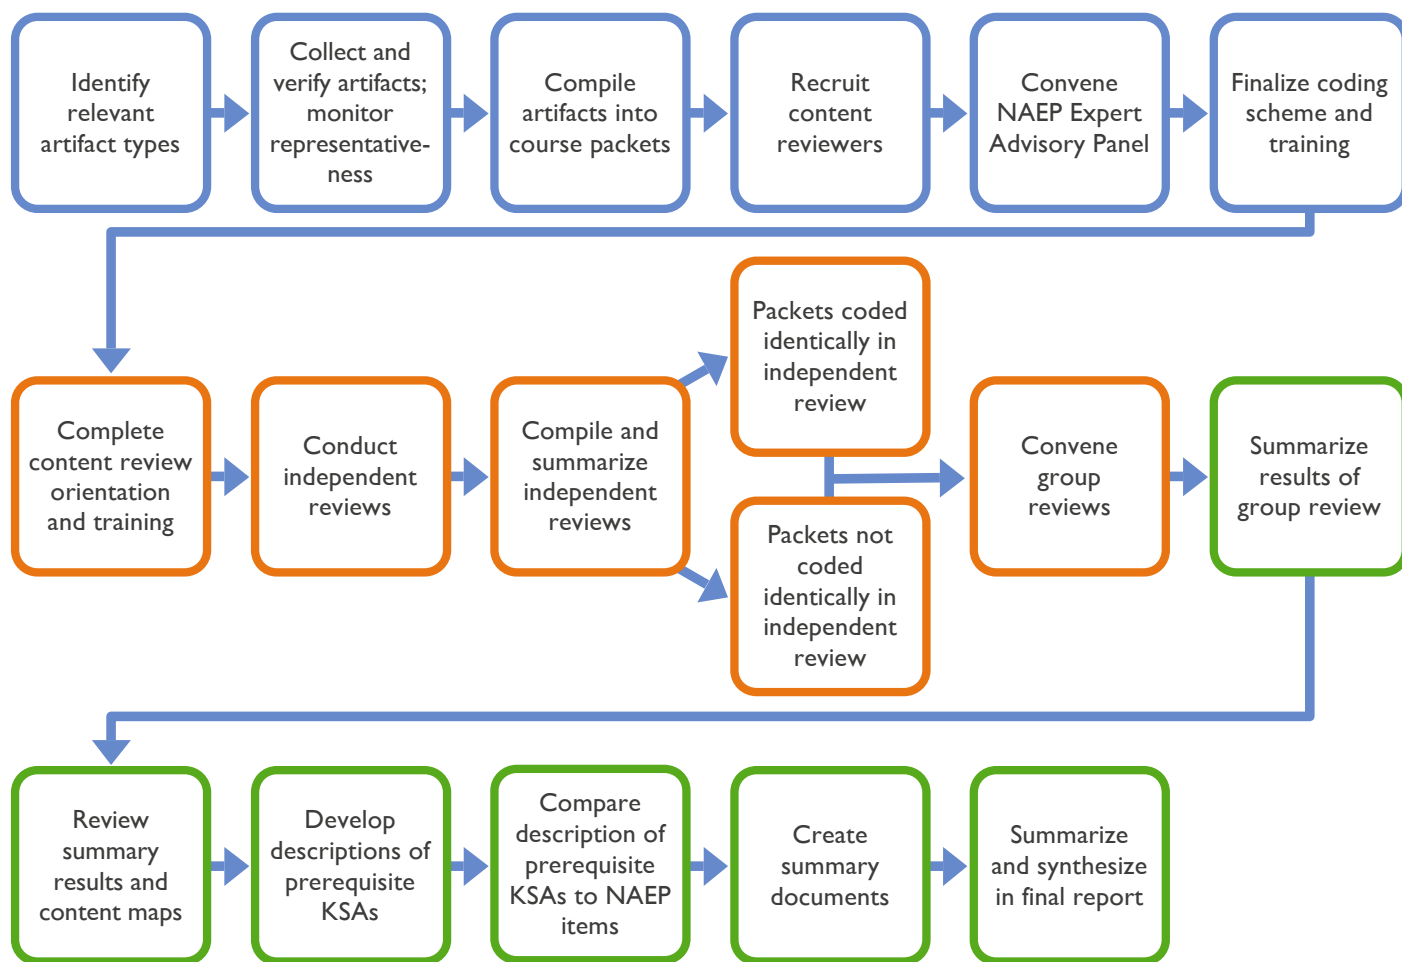 Identify
relevant
artifact types
Collect and
verify artifacts;
monitor
representative-
ness
Compile
artifacts into
course packets
Recruit
content
reviewers
Convene
NAEP Expert
Advisory Panel
Finalize coding
scheme and
training
Complete
content review
orientation
and training
Conduct
independent
reviews
Compile and
summarize
independent
reviews
Packets coded
identically in
independent
review
Packets not
coded
identically in
independent
review
Convene
group
reviews
Summarize
results of
group review
Review
summary
results and
content maps
Develop
descriptions of
prerequisite
KSAs
Compare
description of
prerequisite
KSAs to NAEP
items
Create
summary
documents
Summarize
and synthesize
in final report